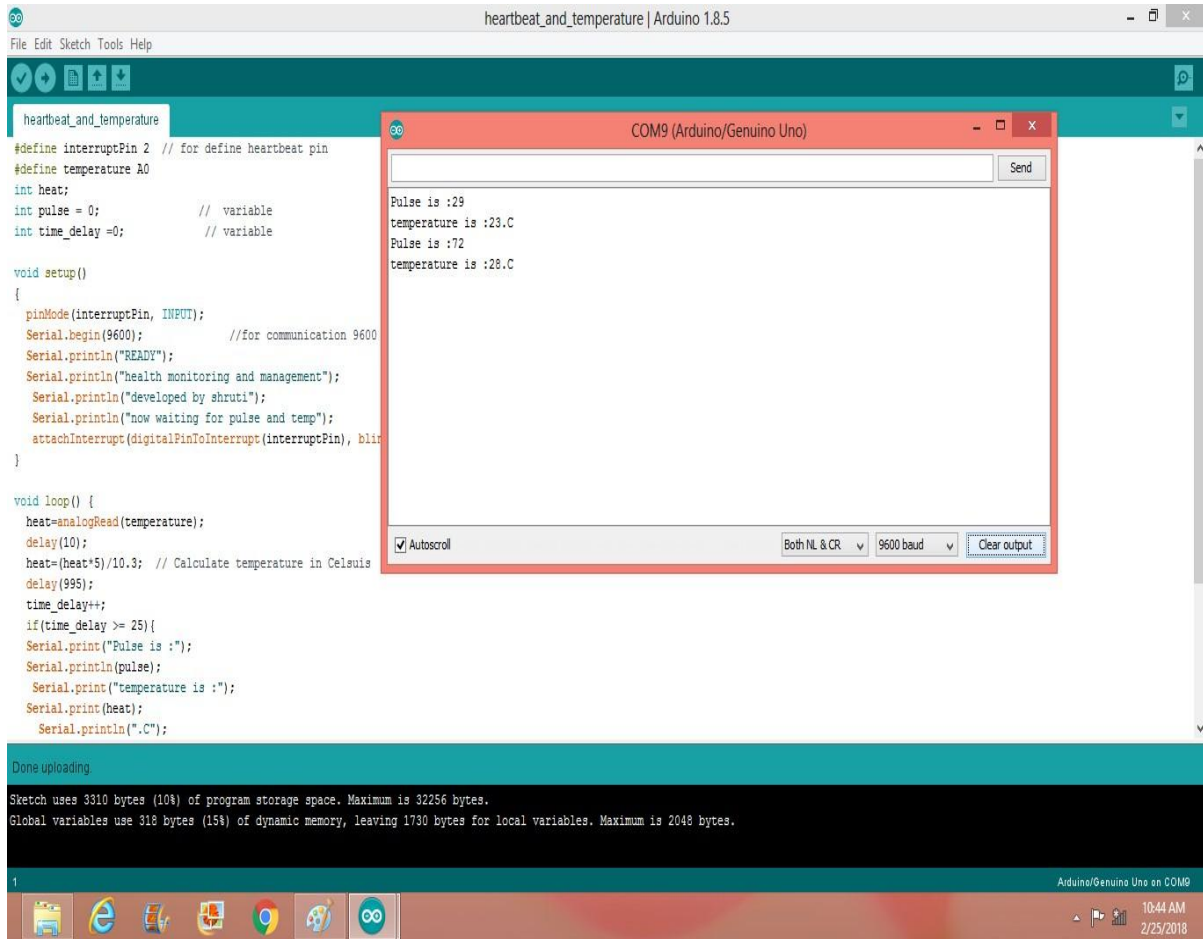 heartbeat_and_temperature | Arduino 1.8.5
File Edit Sketch Tools Help
heartbeat_and_temperature
#define interruptPin 2 // for define heartbeat pin
#define temperature A0
int heat;
int pulse = 0; // variable
int time_delay =0; // variable
void setup()
{
pinMode(interruptPin, INPUT);
Serial.begin(9600); //for communication 9600
Serial.println("READY");
Serial.println("health monitoring and management");
Serial.println("developed by shruti");
Serial.println("now waiting for pulse and temp");
attachInterrupt(digitalPinToInterrupt(interruptPin),
}
void loop() {
heat=analogRead(temperature);
delay(10);
heat=(heat*5)/10.3; // Calculate temperature in Celsuis
delay(995);
time_delay++;
if(time_delay >= 25){
Serial.print("Pulse is :");
Serial.println(pulse);
Serial.print("temperature is :");
Serial.print(heat);
Serial.println(".C");
COM9 (Arduino/Genuino Uno)
Send
Pulse is :29
temperature is :23.C
Pulse is :72
temperature is :28.C
Autoscroll
Both NL & CR
9600 baud
Clear output
Done uploading.
Sketch uses 3310 bytes (10%) of program storage space. Maximum is 32256 bytes.
Global variables use 318 bytes (15%) of dynamic memory, leaving 1730 bytes for local variables. Maximum is 2048 bytes.
1
Arduino/Genuino Uno on COM9
10:44 AM
2/25/2018